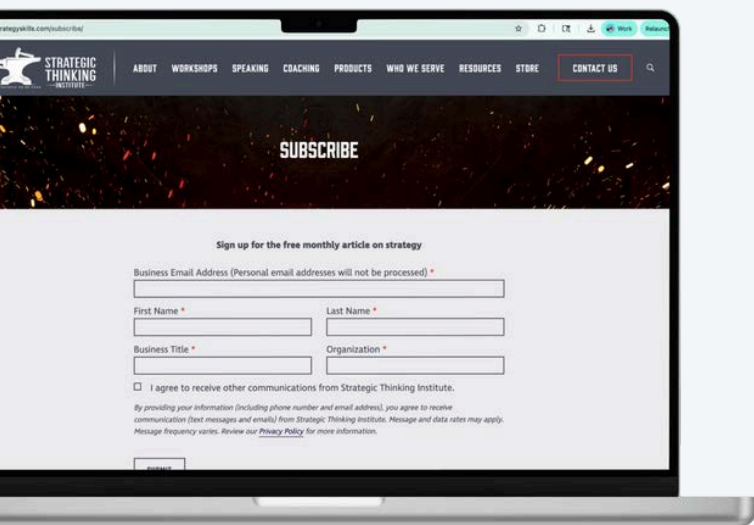 rategyskills.com/subscribe/
Work
Relaunc
STRATEGIC
THINKING
INSTITUTE
ABOUT
WORKSHOPS
SPEAKING
COACHING
PRODUCTS
WHO WE SERVE
RESOURCES
STORE
CONTACT US
SUBSCRIBE
Sign up for the free monthly article on strategy
Business Email Address (Personal email addresses will not be processed) *
First Name *
Last Name *
Business Title *
Organization *
I agree to receive other communications from Strategic Thinking Institute.
By providing your information (including phone number and email address), you agree to receive
communication (text messages and emails) from Strategic Thinking Institute. Message and data rates may apply.
Message frequency varies. Review our Privacy Policy for more information.
SUBMIT